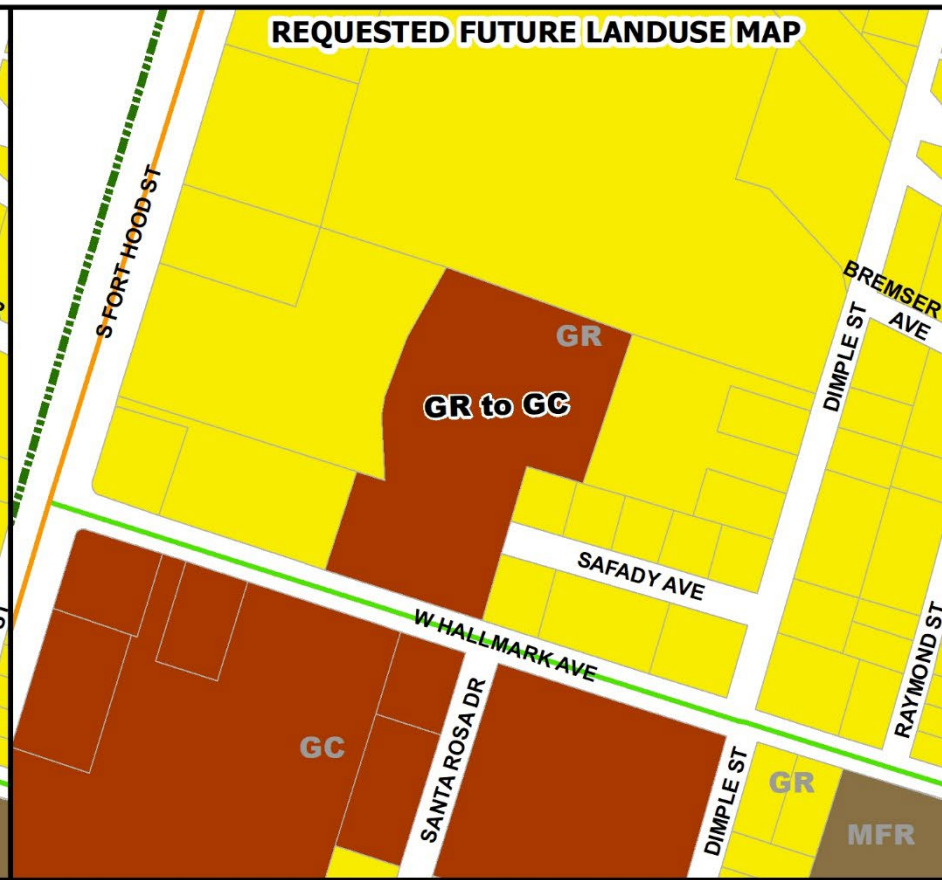 REQUESTED FUTURE LANDUSE MAP
S FORT HOOD ST
BREMSER
AVE
DIMPLE ST
GR
GR to GC
SAFADY AVE
W HALLMARK AVE
RAYMOND ST
SANTA ROSA DR
GC
DIMPLE ST
GR
MFR